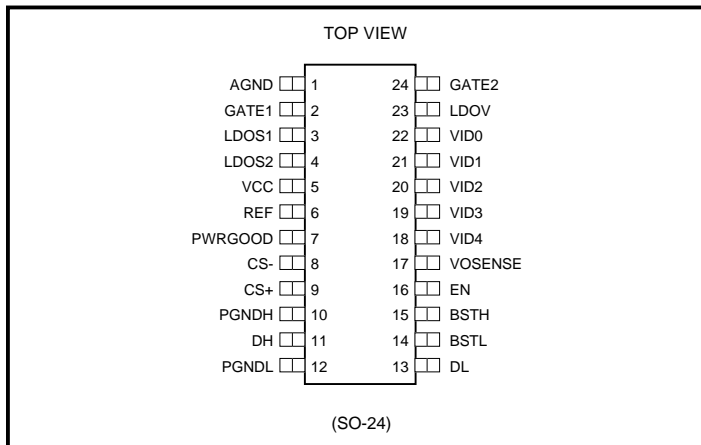 TOP VIEW
AGND 1 24 GATE2
GATE1 2 23 LDOV
LDOS1 3 22 VID0
LDOS2 4 21 VID1
VCC 5 20 VID2
REF 6 19 VID3
PWRGOOD 7 18 VID4
CS- 8 17 VOSENSE
CS+ 9 16 EN
PGNDH 10 15 BSTH
DH 11 14 BSTL
PGNDL 12 13 DL
(SO-24)